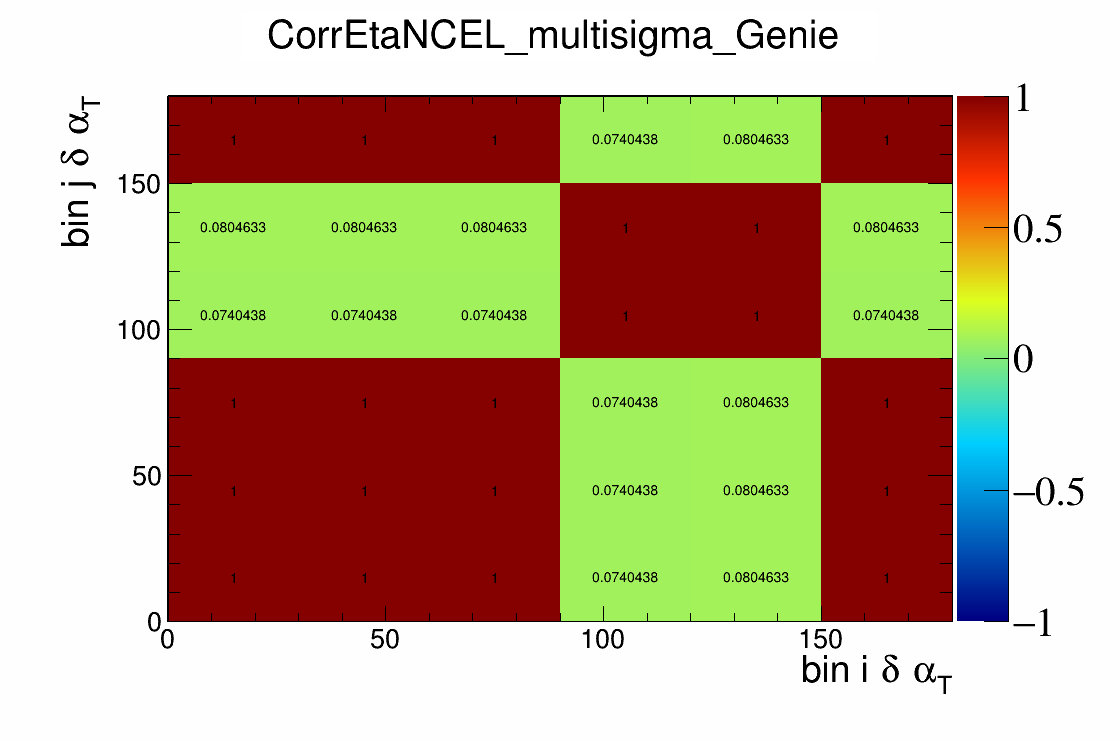 CorrEtaNCEL_multisigma_Genie
bin j δ α_T
1 1 1 0.0740438 0.0804633 1
150
0.0804633 0.0804633 0.0804633 1 1 0.0804633
0.0740438 0.0740438 0.0740438 1 1 0.0740438
100
1 1 1 0.0740438 0.0804633 1
50
1 1 1 0.0740438 0.0804633 1
1 1 1 0.0740438 0.0804633 1
0
0 50 100 150
bin i δ α_T
1
0.5
0
−0.5
−1